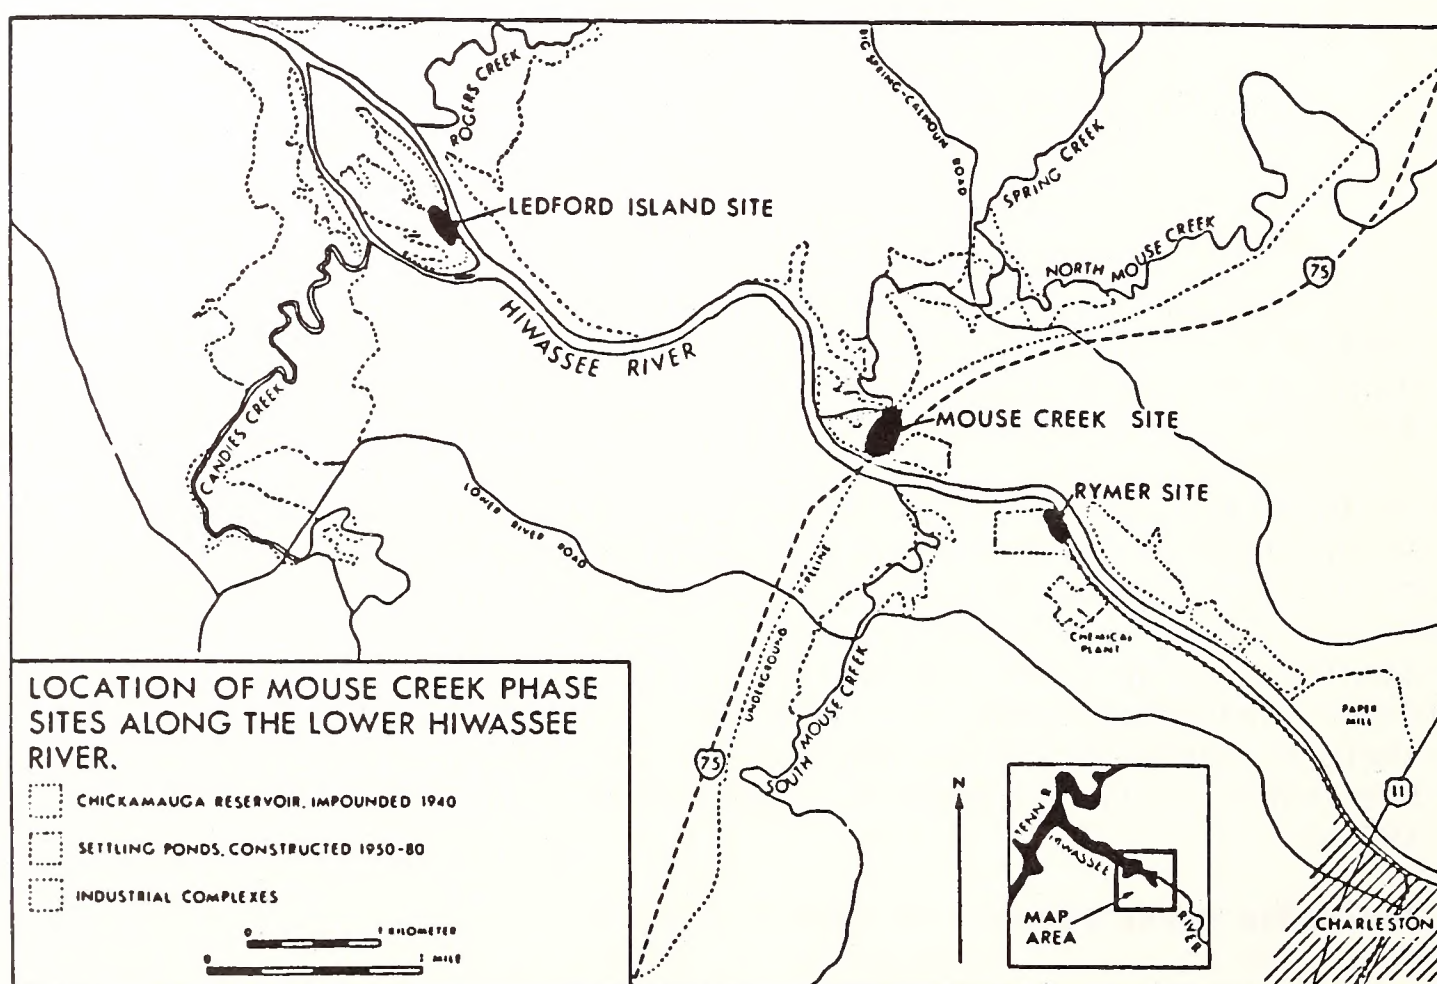 ROGERS CREEK
BIG SPRING-CALHOUN ROAD
SPRING CREEK
LEDFORD ISLAND SITE
NORTH MOUSE CREEK
75
HIWASSEE RIVER
CANDIES CREEK
MOUSE CREEK SITE
LOWER RIVER ROAD
RYMER SITE
CHEMICAL
PLANT
UNDERGROUND
SOUTH MOUSE CREEK
75
PAPER
MILL
11
CHARLESTON
LOCATION OF MOUSE CREEK PHASE
SITES ALONG THE LOWER HIWASSEE
RIVER.
CHICKAMAUGA RESERVOIR, IMPOUNDED 1940
SETTLING PONDS, CONSTRUCTED 1950-80
INDUSTRIAL COMPLEXES
0 1 KILOMETER
0 1 MILE
N
TENN R.
HIWASSEE RIVER
MAP
AREA